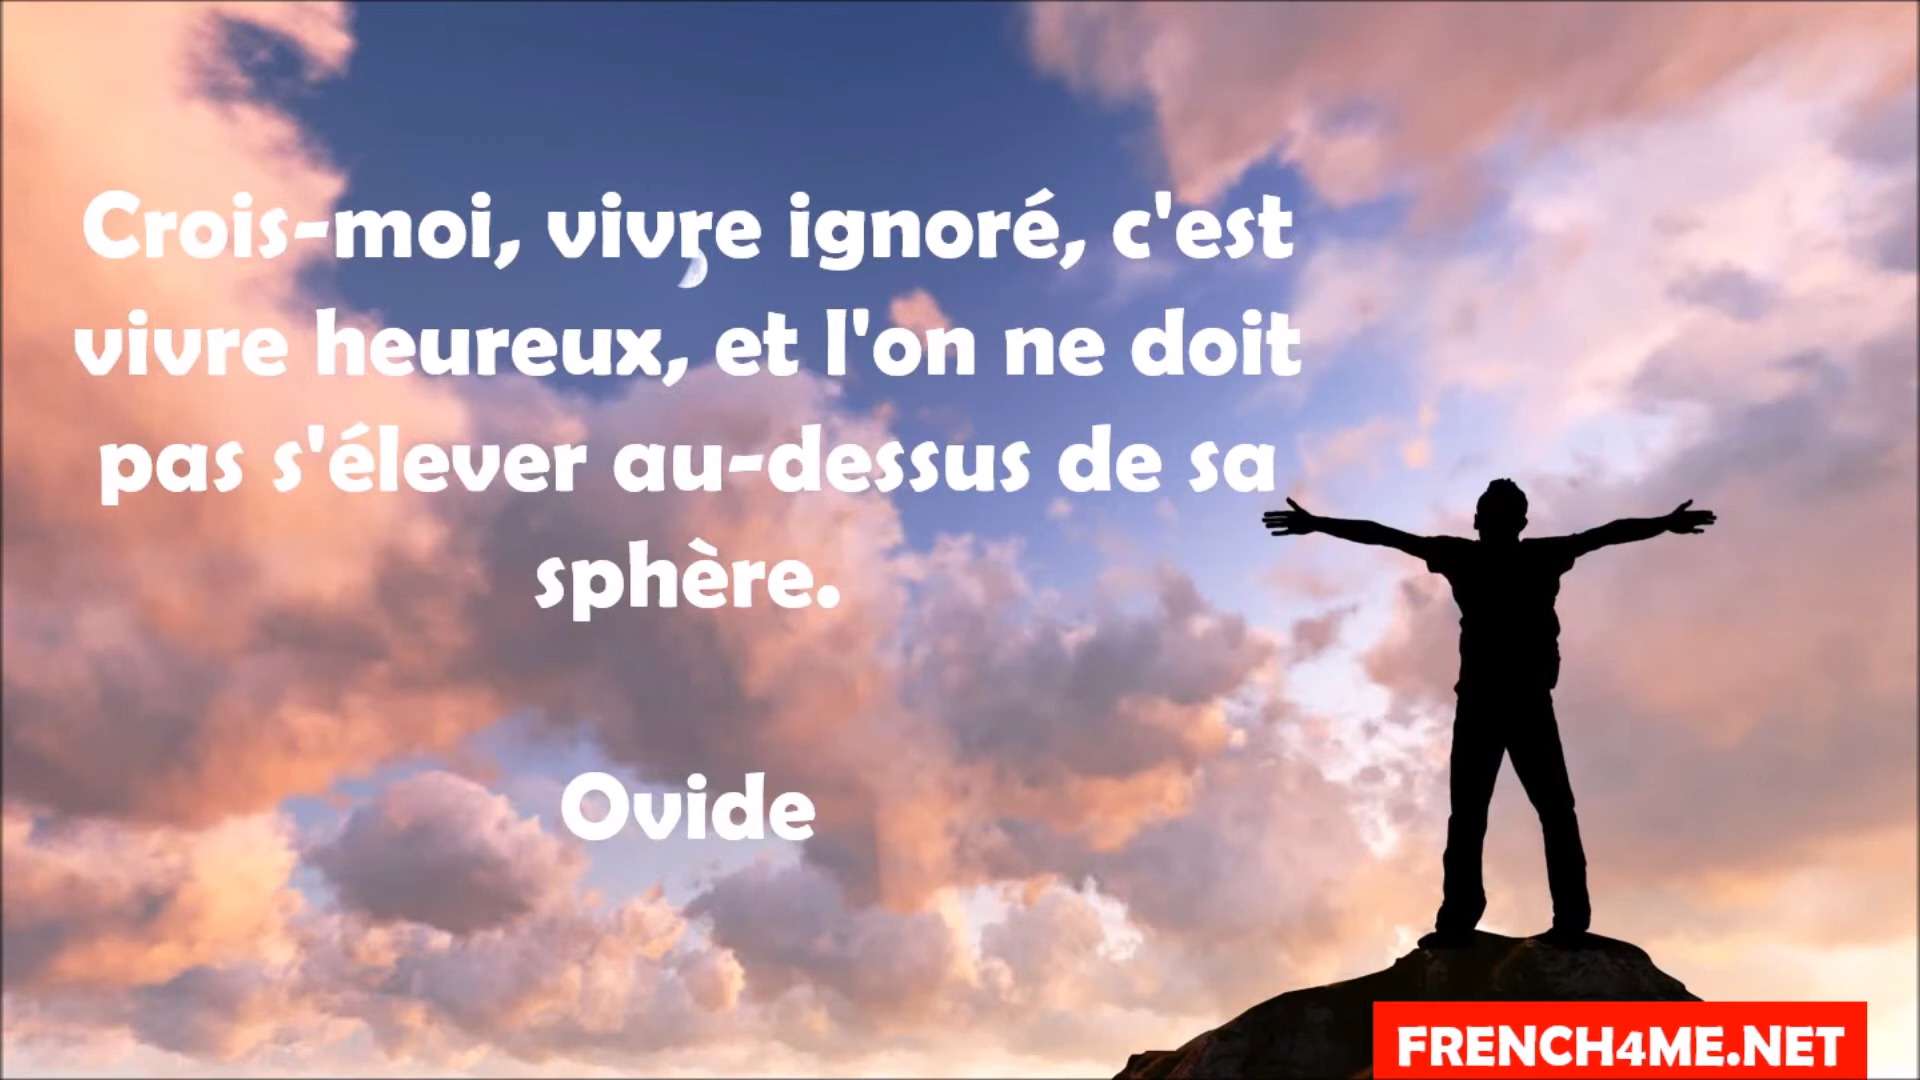 Crois-moi, vivre ignoré, c'est
vivre heureux, et l'on ne doit
pas s'élever au-dessus de sa
sphère.
Ovide
FRENCH4ME.NET